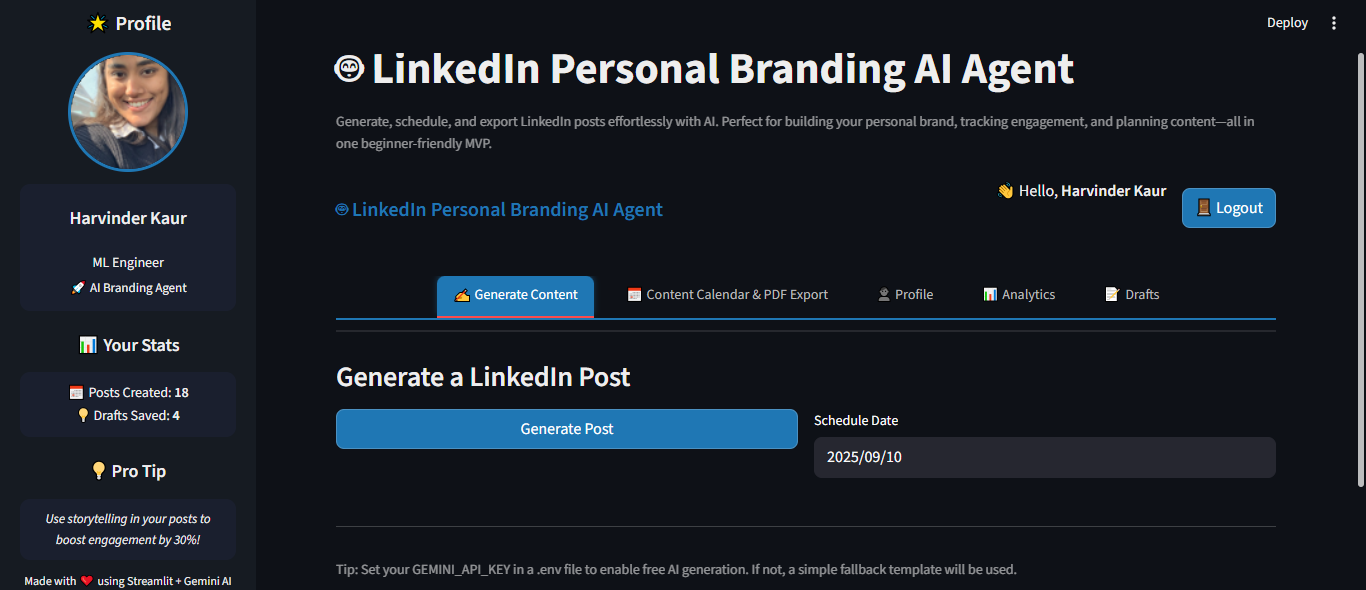 Profile
Harvinder Kaur
ML Engineer
🚀 AI Branding Agent
📊 Your Stats
📅 Posts Created: 18
💡 Drafts Saved: 4
💡 Pro Tip
Use storytelling in your posts to
boost engagement by 30%!
Made with ❤️ using Streamlit + Gemini AI
Deploy
LinkedIn Personal Branding AI Agent
Generate, schedule, and export LinkedIn posts effortlessly with AI. Perfect for building your personal brand, tracking engagement, and planning content—all in
one beginner-friendly MVP.
LinkedIn Personal Branding AI Agent
👋 Hello, Harvinder Kaur
🚪 Logout
✍️ Generate Content
📅 Content Calendar & PDF Export
👤 Profile
📊 Analytics
📝 Drafts
Generate a LinkedIn Post
Generate Post
Schedule Date
2025/09/10
Tip: Set your GEMINI_API_KEY in a .env file to enable free AI generation. If not, a simple fallback template will be used.